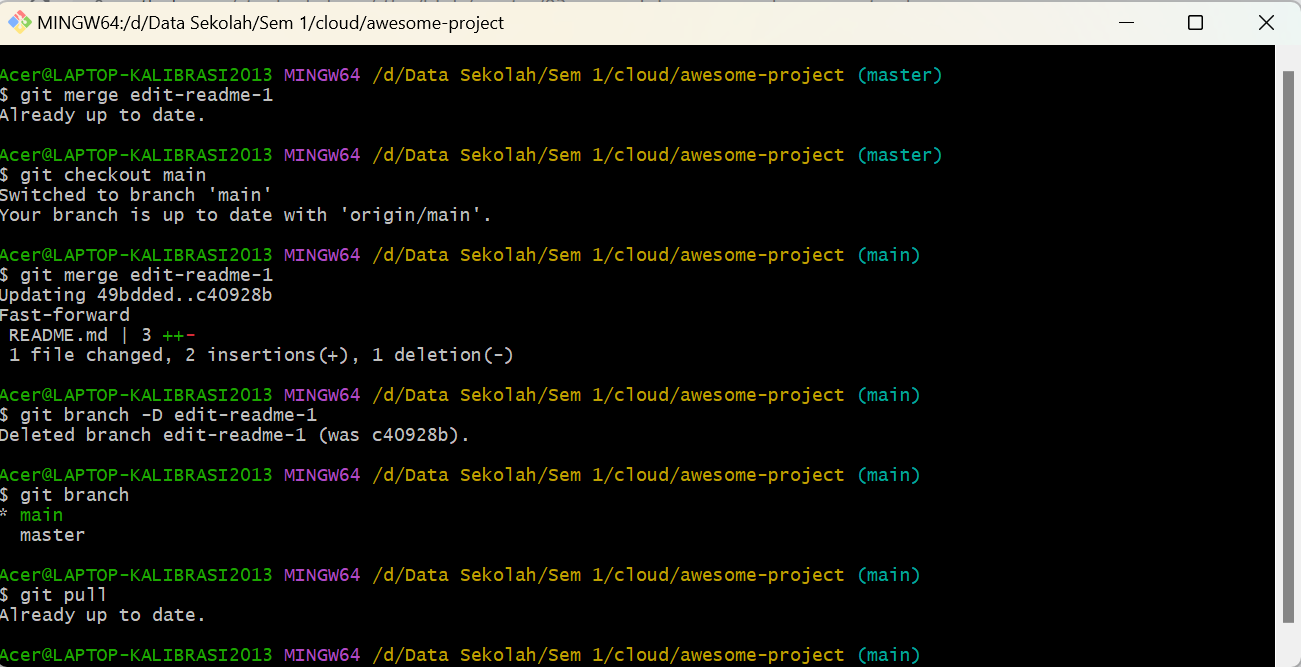 MINGW64:/d/Data Sekolah/Sem 1/cloud/awesome-project
Acer@LAPTOP-KALIBRASI2013 MINGW64 /d/Data Sekolah/Sem 1/cloud/awesome-project (master)
$ git merge edit-readme-1
Already up to date.
Acer@LAPTOP-KALIBRASI2013 MINGW64 /d/Data Sekolah/Sem 1/cloud/awesome-project (master)
$ git checkout main
Switched to branch 'main'
Your branch is up to date with 'origin/main'.
Acer@LAPTOP-KALIBRASI2013 MINGW64 /d/Data Sekolah/Sem 1/cloud/awesome-project (main)
$ git merge edit-readme-1
Updating 49bdded..c40928b
Fast-forward
 README.md | 3 ++-
 1 file changed, 2 insertions(+), 1 deletion(-)
Acer@LAPTOP-KALIBRASI2013 MINGW64 /d/Data Sekolah/Sem 1/cloud/awesome-project (main)
$ git branch -D edit-readme-1
Deleted branch edit-readme-1 (was c40928b).
Acer@LAPTOP-KALIBRASI2013 MINGW64 /d/Data Sekolah/Sem 1/cloud/awesome-project (main)
$ git branch
* main
  master
Acer@LAPTOP-KALIBRASI2013 MINGW64 /d/Data Sekolah/Sem 1/cloud/awesome-project (main)
$ git pull
Already up to date.
Acer@LAPTOP-KALIBRASI2013 MINGW64 /d/Data Sekolah/Sem 1/cloud/awesome-project (main)